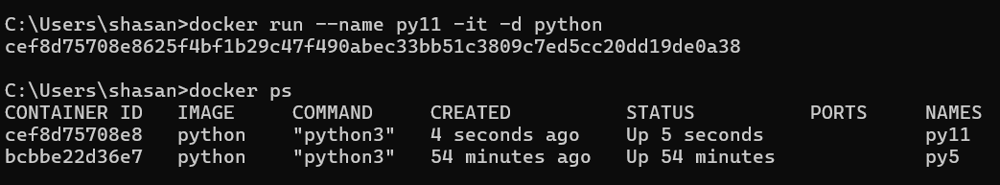 C:\Users\shasan>docker run --name py11 -it -d python
cef8d75708e8625f4bf1b29c47f490abec33bb51c3809c7ed5cc20dd19de0a38
C:\Users\shasan>docker ps
CONTAINER ID   IMAGE     COMMAND     CREATED          STATUS          PORTS     NAMES
cef8d75708e8   python    "python3"   4 seconds ago    Up 5 seconds              py11
bcbbe22d36e7   python    "python3"   54 minutes ago   Up 54 minutes             py5